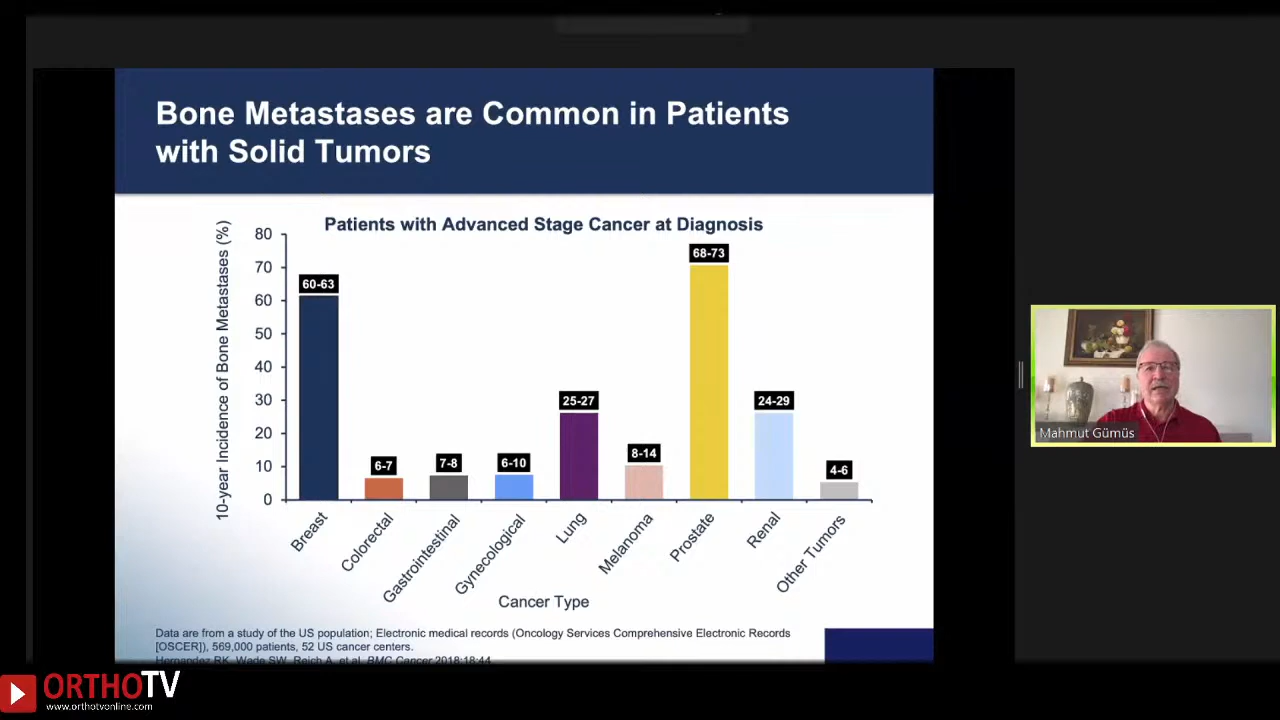 Bone Metastases are Common in Patients
with Solid Tumors
Patients with Advanced Stage Cancer at Diagnosis
10-year Incidence of Bone Metastases (%)
80
70
60
50
40
30
20
10
0
60-63
6-7
7-8
6-10
25-27
8-14
68-73
24-29
4-6
Breast
Colorectal
Gastrointestinal
Gynecological
Lung
Melanoma
Prostate
Renal
Other Tumors
Cancer Type
Data are from a study of the US population; Electronic medical records (Oncology Services Comprehensive Electronic Records
[OSCER]), 569,000 patients, 52 US cancer centers.
Hernandez RK, Wade SW, Reich A, et al. BMC Cancer 2018;18:44.
Mahmut Gümüs
ORTHOTV
www.orthotvonline.com